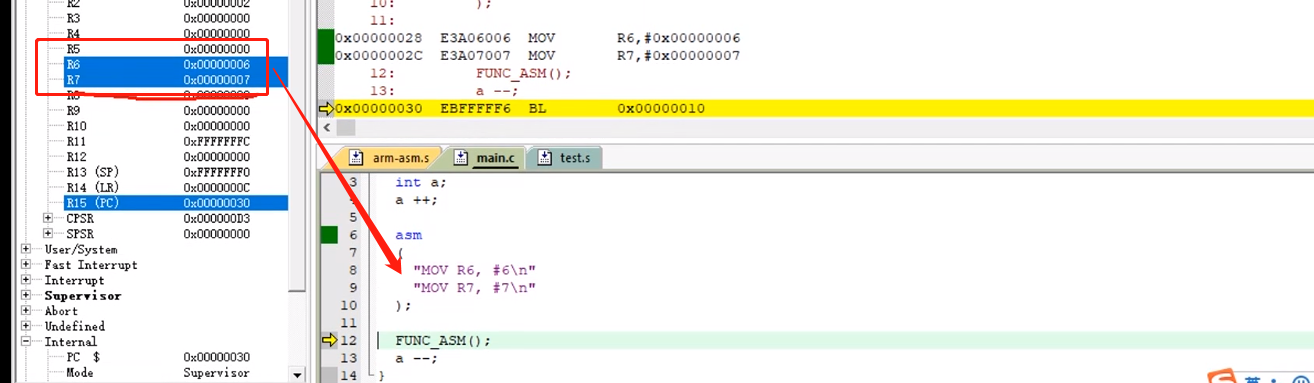 R2 0x00000002
R3 0x00000000
R4 0x00000000
R5 0x00000000
R6 0x00000006
R7 0x00000007
R8 0x00000000
R9 0x00000000
R10 0x00000000
R11 0xFFFFFFFC
R12 0x00000000
R13 (SP) 0xFFFFFFF0
R14 (LR) 0x0000000C
R15 (PC) 0x00000030
CPSR 0x000000D3
SPSR 0x00000000
User/System
Fast Interrupt
Interrupt
Supervisor
Abort
Undefined
Internal
PC $ 0x00000030
Mode Supervisor
10: );
11:
0x00000028 E3A06006 MOV R6,#0x00000006
0x0000002C E3A07007 MOV R7,#0x00000007
12: FUNC_ASM();
13: a --;
0x00000030 EBFFFFF6 BL 0x00000010
arm-asm.s main.c test.s
3 int a;
4 a ++;
5
6 asm
7 (
8 "MOV R6, #6\n"
9 "MOV R7, #7\n"
10 );
11
12 FUNC_ASM();
13 a --;
14 }
英